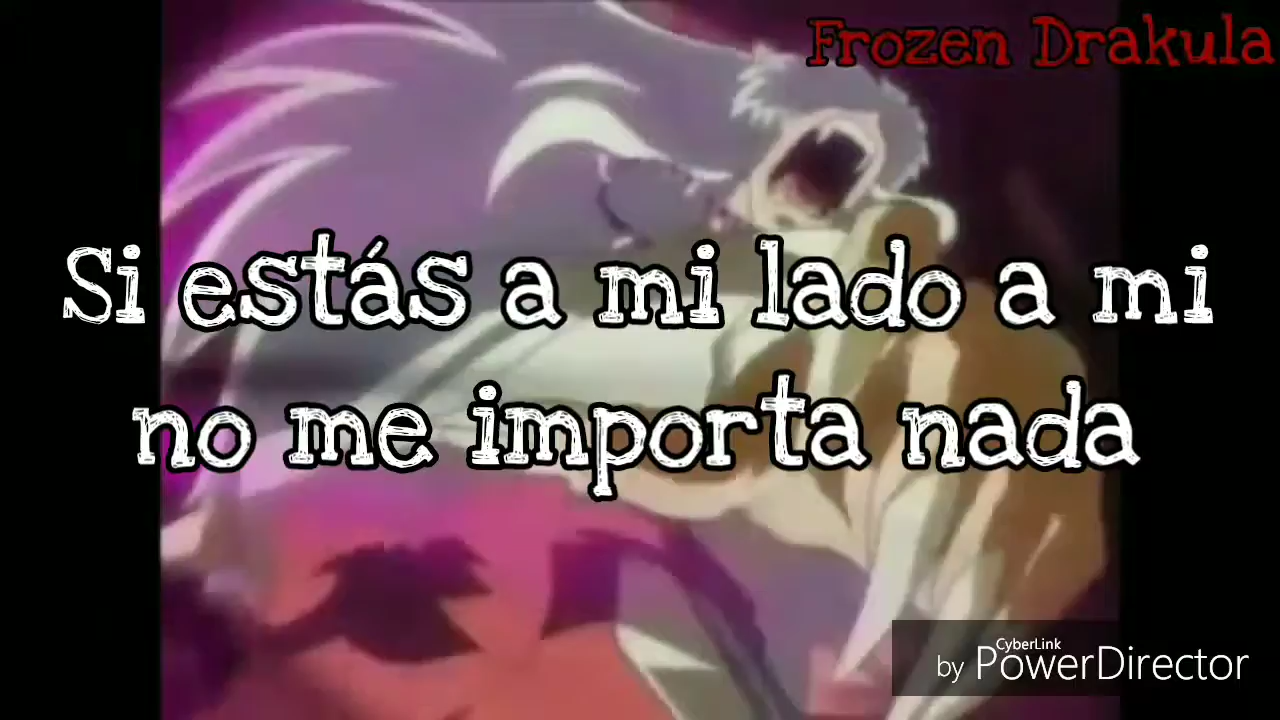 Frozen Drakula
Si estás a mi lado a mi
no me importa nada
CyberLink
by PowerDirector